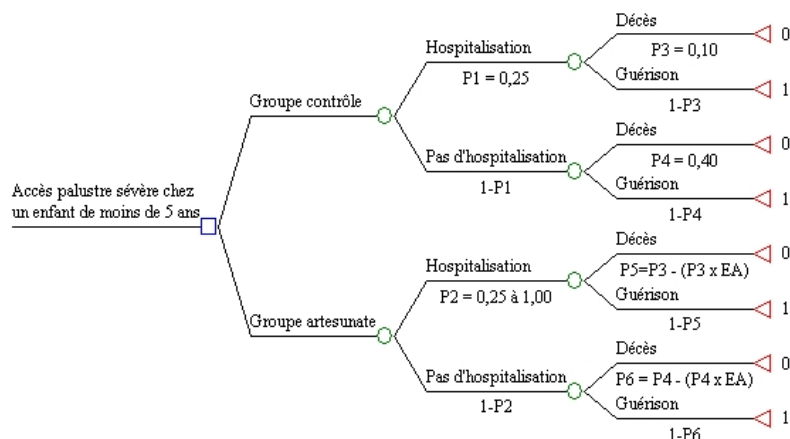 Accès palustre sévère chez
un enfant de moins de 5 ans
Groupe contrôle
Hospitalisation
P1 = 0,25
Décès
P3 = 0,10
0
Guérison
1-P3
1
Pas d'hospitalisation
1-P1
Décès
P4 = 0,40
0
Guérison
1-P4
1
Groupe artesunate
Hospitalisation
P2 = 0,25 à 1,00
Décès
P5=P3 - (P3 x EA)
0
Guérison
1-P5
1
Pas d'hospitalisation
1-P2
Décès
P6 = P4 - (P4 x EA)
0
Guérison
1-P6
1